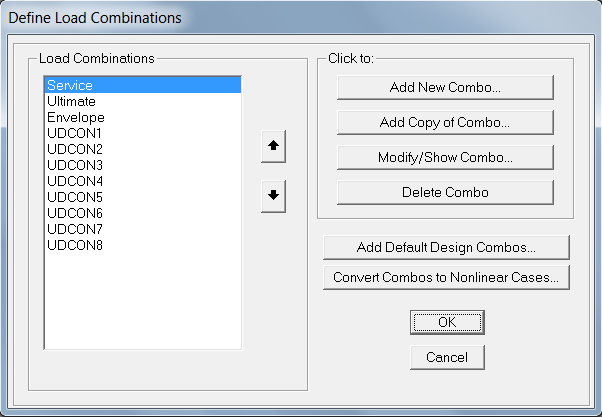 Define Load Combinations
Load Combinations
Service
Ultimate
Envelope
UDCON1
UDCON2
UDCON3
UDCON4
UDCON5
UDCON6
UDCON7
UDCON8
Click to:
Add New Combo...
Add Copy of Combo...
Modify/Show Combo...
Delete Combo
Add Default Design Combos...
Convert Combos to Nonlinear Cases...
OK
Cancel